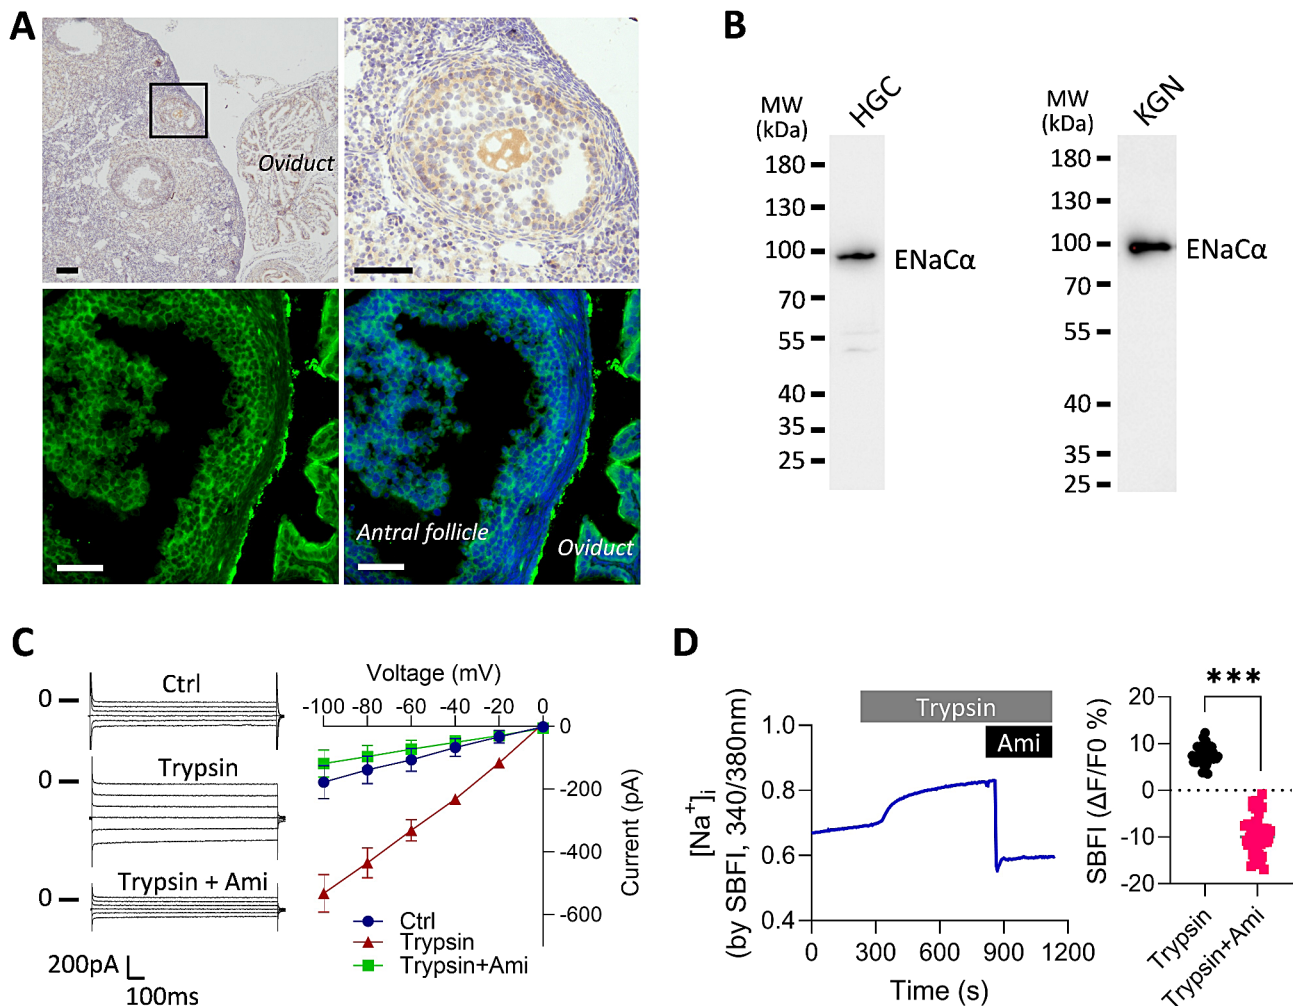 A
Oviduct
Antral follicle
Oviduct
B
MW
(kDa)
HGC
180
130
100
70
55
40
35
25
ENaCα
MW
(kDa)
KGN
180
130
100
70
55
40
35
25
ENaCα
C
0
Ctrl
0
Trypsin
0
Trypsin + Ami
200pA
100ms
Voltage (mV)
-100 -80 -60 -40 -20 0
0
-200
-400
-600
Current (pA)
Ctrl
Trypsin
Trypsin+Ami
D
Trypsin
Ami
[Na+]i
(by SBFI, 340/380nm)
1.0
0.8
0.6
0.4
0 300 600 900 1200
Time (s)
***
SBFI (ΔF/F0 %)
20
10
0
-10
-20
Trypsin
Trypsin+Ami